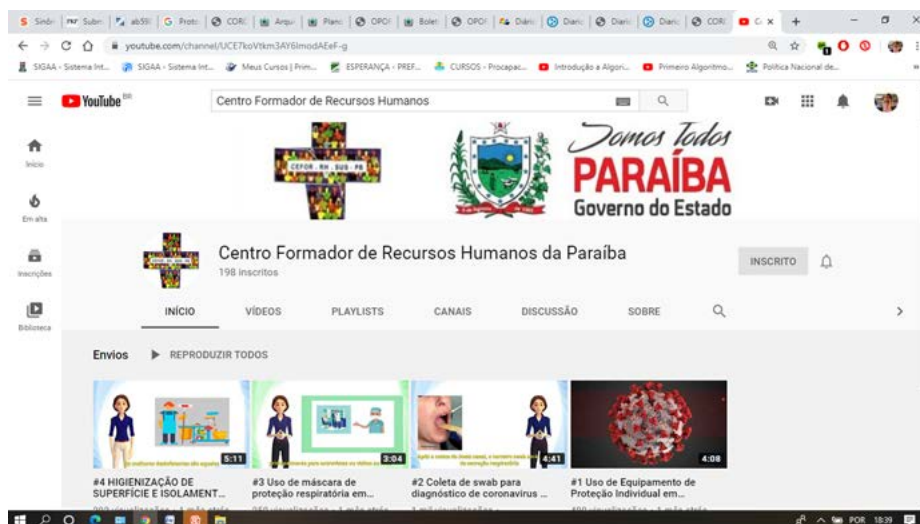 youtube.com/channel/UCE7koVtkm3AY6ImodAEeF-g
SIGAA - Sistema Int... SIGAA - Sistema Int... Meus Cursos | Prim... ESPERANÇA - PREF... CURSOS - Procapac... Introdução a Algori... Primeiro Algoritmo... Política Nacional de...
YouTube BR
Centro Formador de Recursos Humanos
CEFOR - RH - SUS - PB
Somos Todos
PARAÍBA
Governo do Estado
Início
Em alta
Inscrições
Biblioteca
Centro Formador de Recursos Humanos da Paraíba
198 inscritos
INSCRITO
INÍCIO VÍDEOS PLAYLISTS CANAIS DISCUSSÃO SOBRE
Envios REPRODUZIR TODOS
5:11 3:04 4:41 4:08
#4 HIGIENIZAÇÃO DE
SUPERFÍCIE E ISOLAMENT...
#3 Uso de máscara de
proteção respiratória em...
#2 Coleta de swab para
diagnóstico de coronavirus ...
#1 Uso de Equipamento de
Proteção Individual em...
POR 18:39